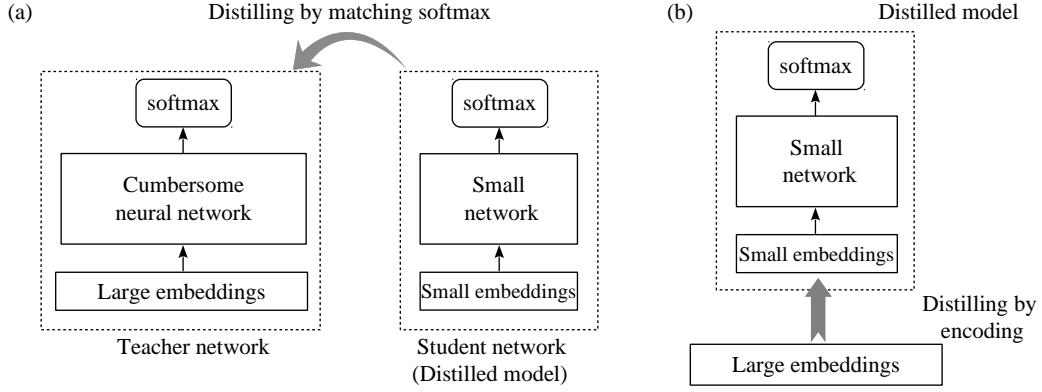 (a)
Distilling by matching softmax
softmax
Cumbersome
neural network
Large embeddings
Teacher network
softmax
Small
network
Small embeddings
Student network
(Distilled model)
(b)
Distilled model
softmax
Small
network
Small embeddings
Distilling by
encoding
Large embeddings